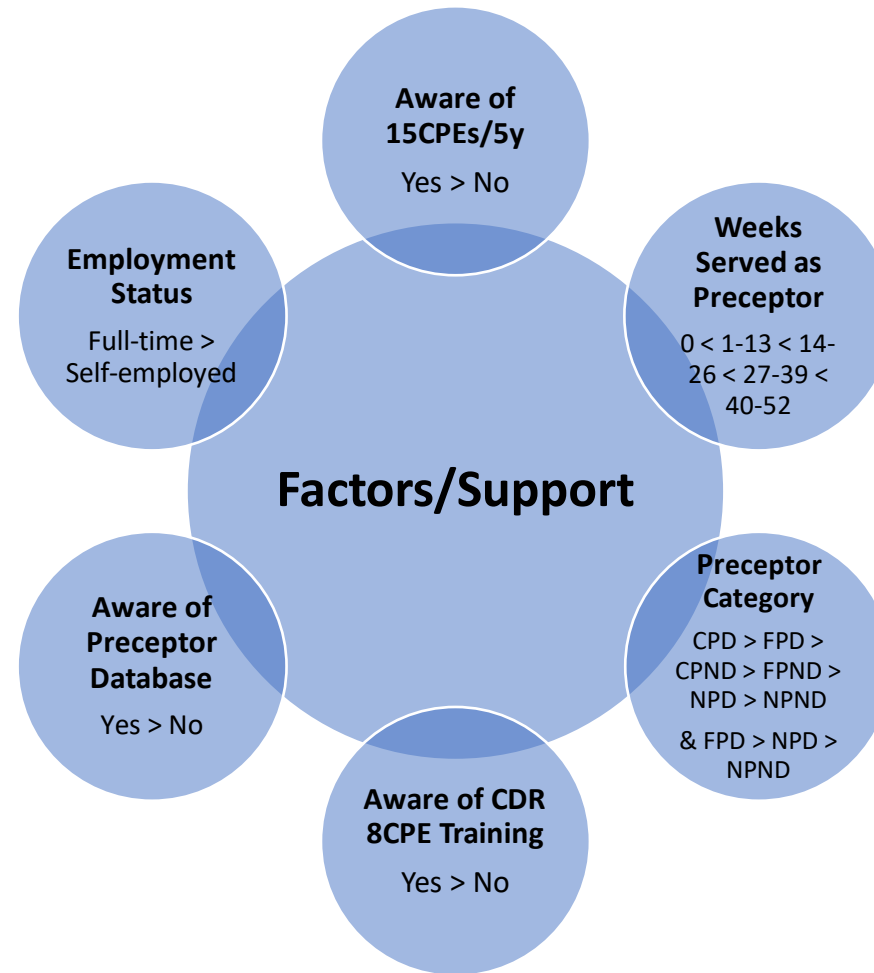 Aware of
15CPEs/5y
Yes > No
Weeks
Served as
Preceptor
0 < 1-13 < 14-
26 < 27-39 <
40-52
Preceptor
Category
CPD > FPD >
CPND > FPND >
NPD > NPND
& FPD > NPD >
NPND
Aware of CDR
8CPE Training
Yes > No
Aware of
Preceptor
Database
Yes > No
Employment
Status
Full-time >
Self-employed
Factors/Support